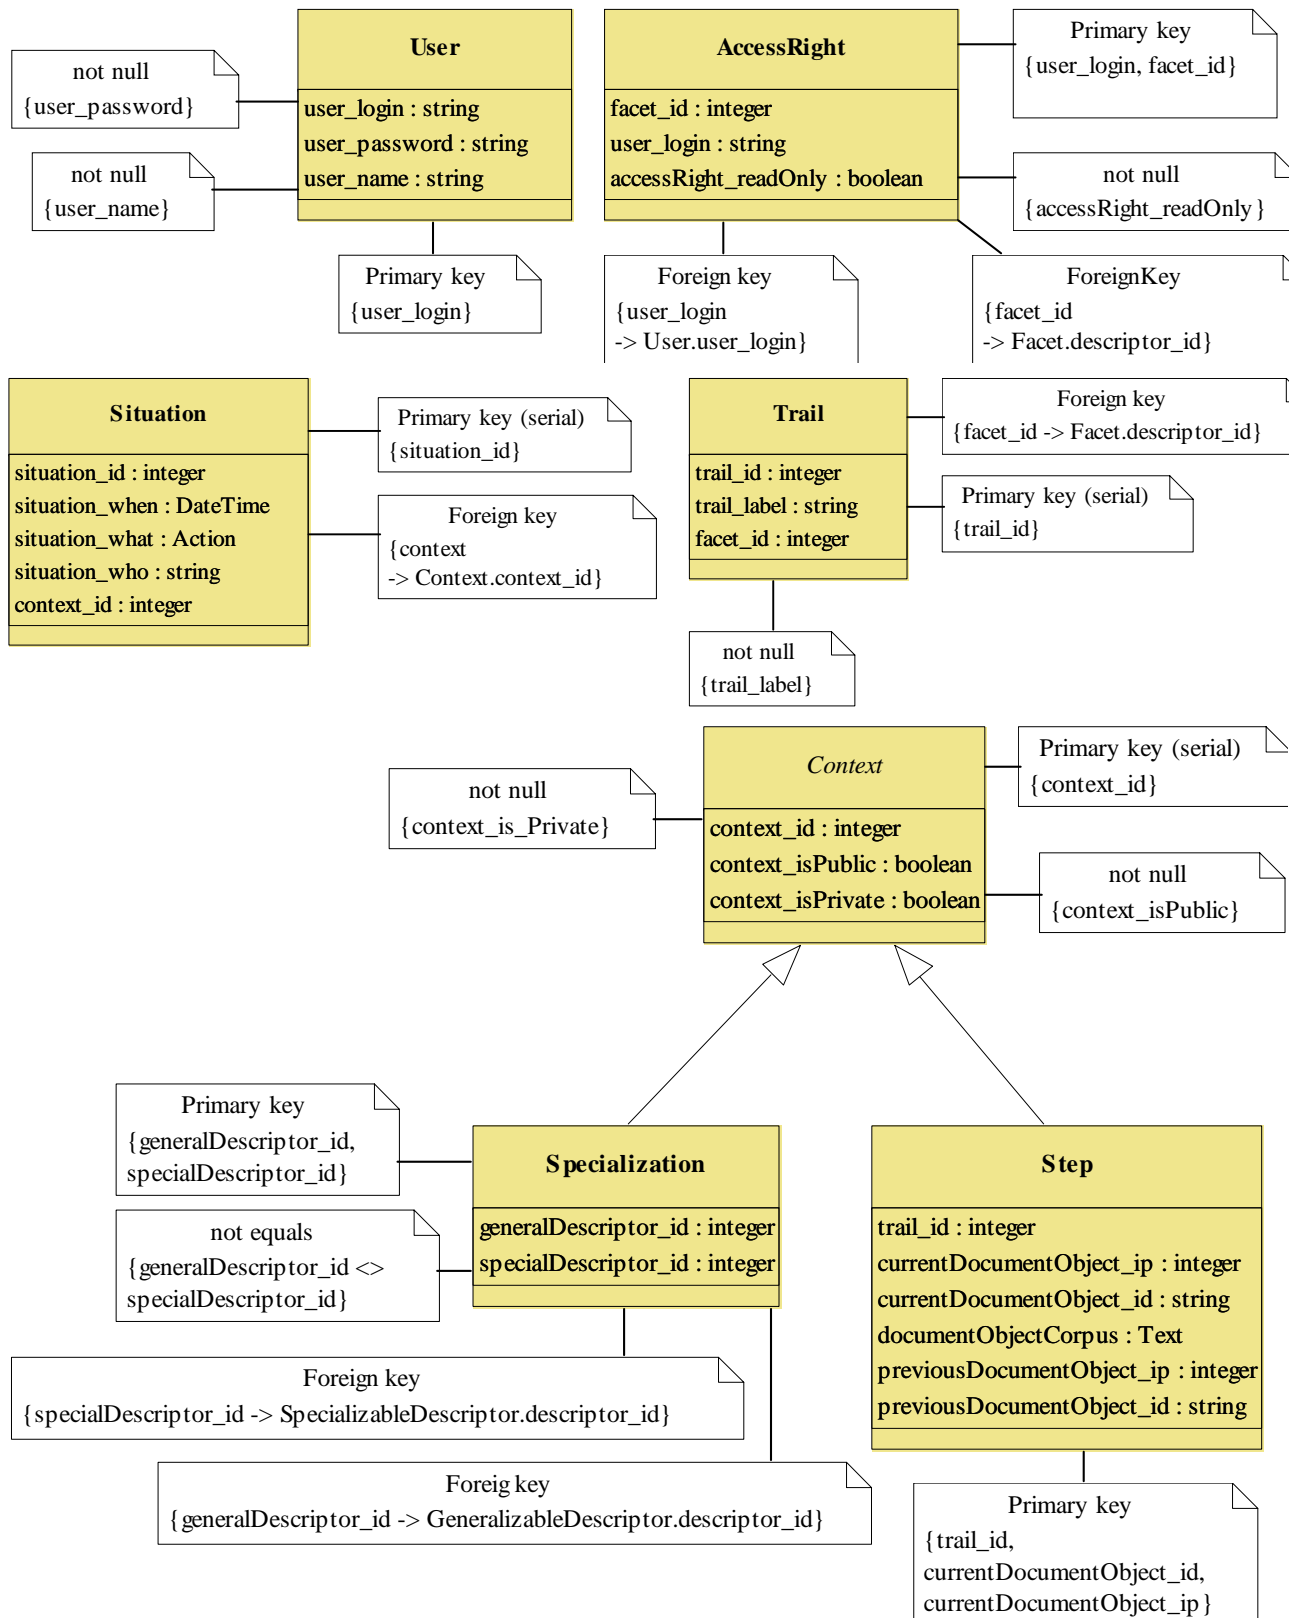 User
user_login : string
user_password : string
user_name : string
not null
{user_password}
not null
{user_name}
Primary key
{user_login}
AccessRight
facet_id : integer
user_login : string
accessRight_readOnly : boolean
Primary key
{user_login, facet_id}
not null
{accessRight_readOnly}
Foreign key
{user_login
-> User.user_login}
ForeignKey
{facet_id
-> Facet.descriptor_id}
Situation
situation_id : integer
situation_when : DateTime
situation_what : Action
situation_who : string
context_id : integer
Primary key (serial)
{situation_id}
Foreign key
{context
-> Context.context_id}
Trail
trail_id : integer
trail_label : string
facet_id : integer
Foreign key
{facet_id -> Facet.descriptor_id}
Primary key (serial)
{trail_id}
not null
{trail_label}
Context
context_id : integer
context_isPublic : boolean
context_isPrivate : boolean
not null
{context_is_Private}
Primary key (serial)
{context_id}
not null
{context_isPublic}
Primary key
{generalDescriptor_id,
specialDescriptor_id}
not equals
{generalDescriptor_id <>
specialDescriptor_id}
Specialization
generalDescriptor_id : integer
specialDescriptor_id : integer
Foreign key
{specialDescriptor_id -> SpecializableDescriptor.descriptor_id}
Foreig key
{generalDescriptor_id -> GeneralizableDescriptor.descriptor_id}
Step
trail_id : integer
currentDocumentObject_ip : integer
currentDocumentObject_id : string
documentObjectCorpus : Text
previousDocumentObject_ip : integer
previousDocumentObject_id : string
Primary key
{trail_id,
currentDocumentObject_id,
currentDocumentObject_ip}